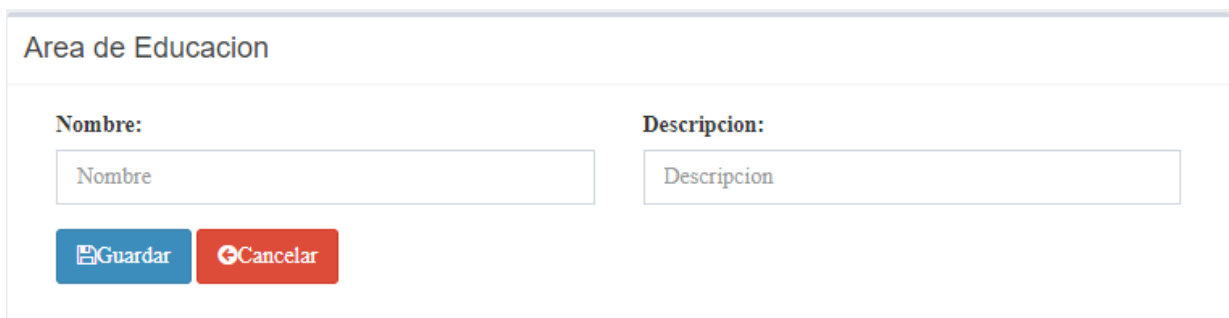 Area de Educacion
Nombre: Descripcion:
Nombre Descripcion
Guardar Cancelar